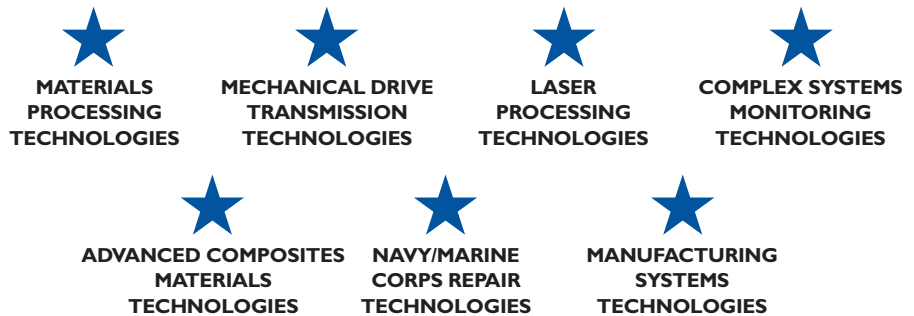 MATERIALS
PROCESSING
TECHNOLOGIES
MECHANICAL DRIVE
TRANSMISSION
TECHNOLOGIES
LASER
PROCESSING
TECHNOLOGIES
COMPLEX SYSTEMS
MONITORING
TECHNOLOGIES
ADVANCED COMPOSITES
MATERIALS
TECHNOLOGIES
NAVY/MARINE
CORPS REPAIR
TECHNOLOGIES
MANUFACTURING
SYSTEMS
TECHNOLOGIES